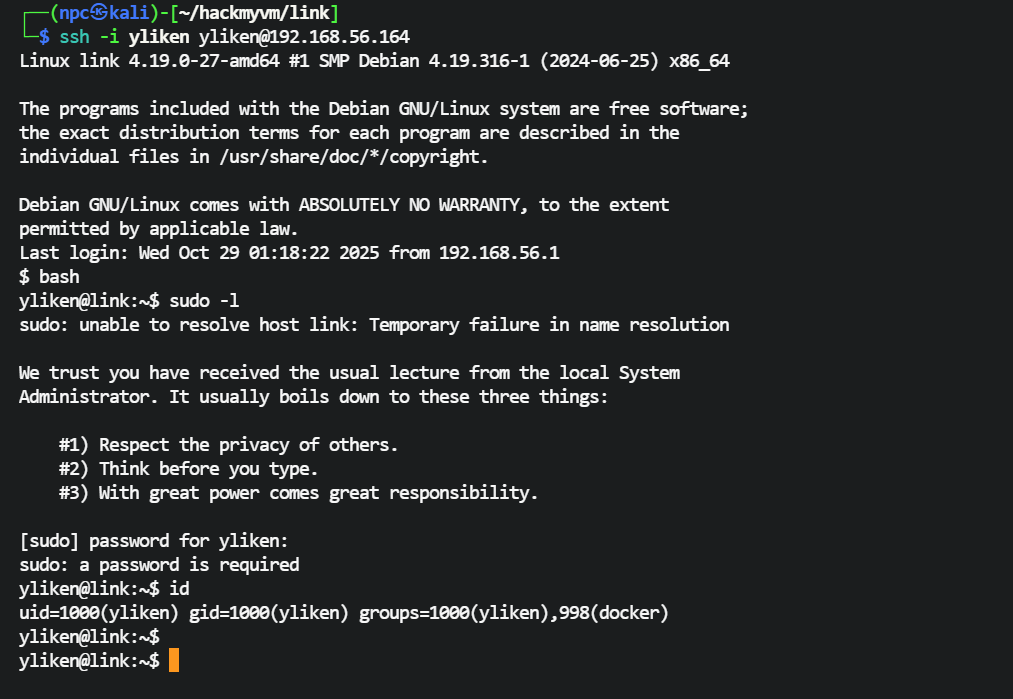 ┌──(npc㉿kali)-[~/hackmyvm/link]
└─$ ssh -i yliken yliken@192.168.56.164
Linux link 4.19.0-27-amd64 #1 SMP Debian 4.19.316-1 (2024-06-25) x86_64

The programs included with the Debian GNU/Linux system are free software;
the exact distribution terms for each program are described in the
individual files in /usr/share/doc/*/copyright.

Debian GNU/Linux comes with ABSOLUTELY NO WARRANTY, to the extent
permitted by applicable law.
Last login: Wed Oct 29 01:18:22 2025 from 192.168.56.1
$ bash
yliken@link:~$ sudo -l
sudo: unable to resolve host link: Temporary failure in name resolution

We trust you have received the usual lecture from the local System
Administrator. It usually boils down to these three things:

    #1) Respect the privacy of others.
    #2) Think before you type.
    #3) With great power comes great responsibility.

[sudo] password for yliken:
sudo: a password is required
yliken@link:~$ id
uid=1000(yliken) gid=1000(yliken) groups=1000(yliken),998(docker)
yliken@link:~$
yliken@link:~$